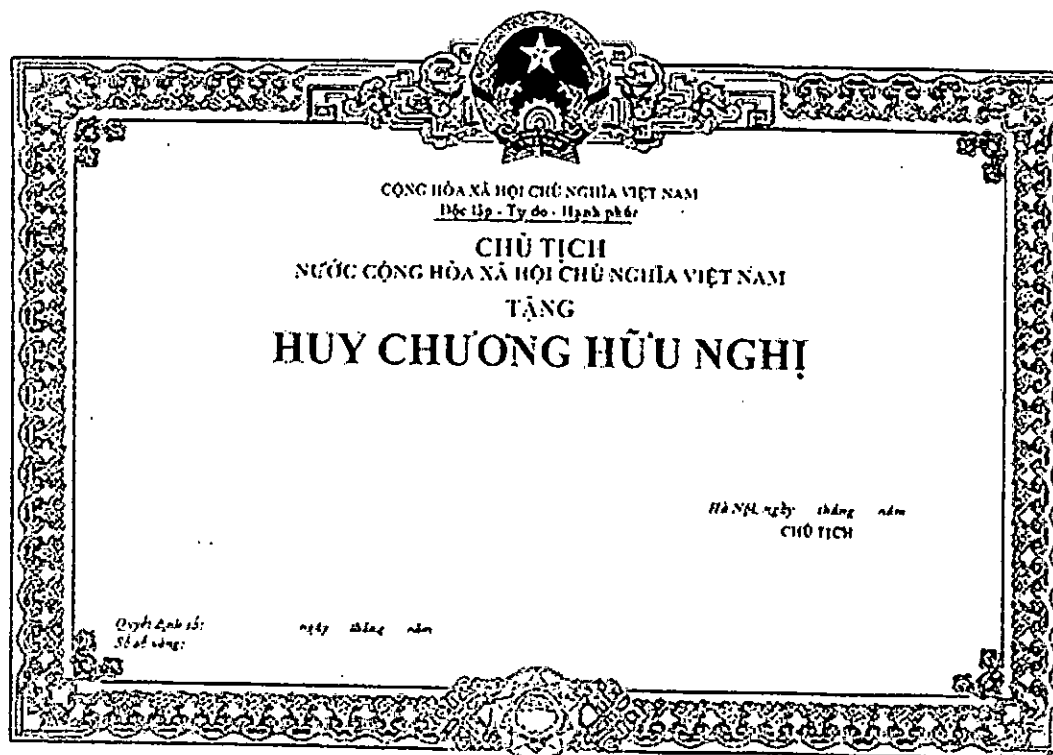 CỘNG HÒA XÃ HỘI CHỦ NGHĨA VIỆT NAM
Độc lập - Tự do - Hạnh phúc
CHỦ TỊCH
NƯỚC CỘNG HÒA XÃ HỘI CHỦ NGHĨA VIỆT NAM
TẶNG
HUY CHƯƠNG HỮU NGHỊ
Hà Nội, ngày tháng năm
CHỦ TỊCH
Quyết định số: ngày tháng năm
Số sổ vàng: